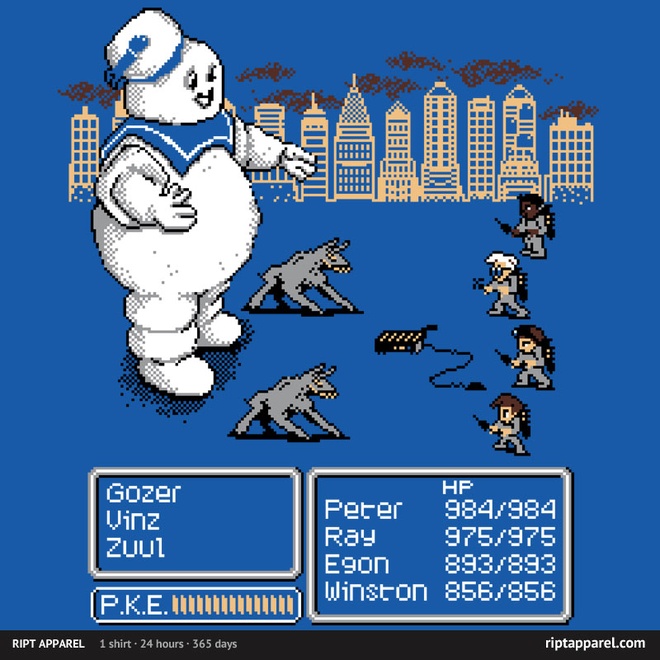 Gozer
Vinz
Zuul
P.K.E.
HP
Peter 984/984
Ray 975/975
Egon 893/893
Winston 856/856
RIPT APPAREL 1 shirt · 24 hours · 365 days riptapparel.com